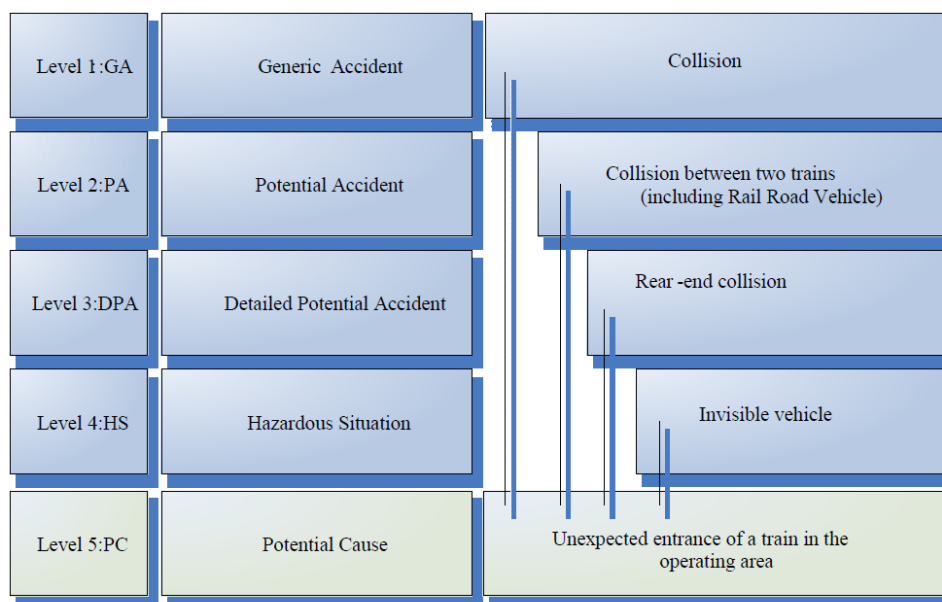 Level 1:GA
Generic Accident
Collision
Level 2:PA
Potential Accident
Collision between two trains
(including Rail Road Vehicle)
Level 3:DPA
Detailed Potential Accident
Rear -end collision
Level 4:HS
Hazardous Situation
Invisible vehicle
Level 5:PC
Potential Cause
Unexpected entrance of a train in the
operating area